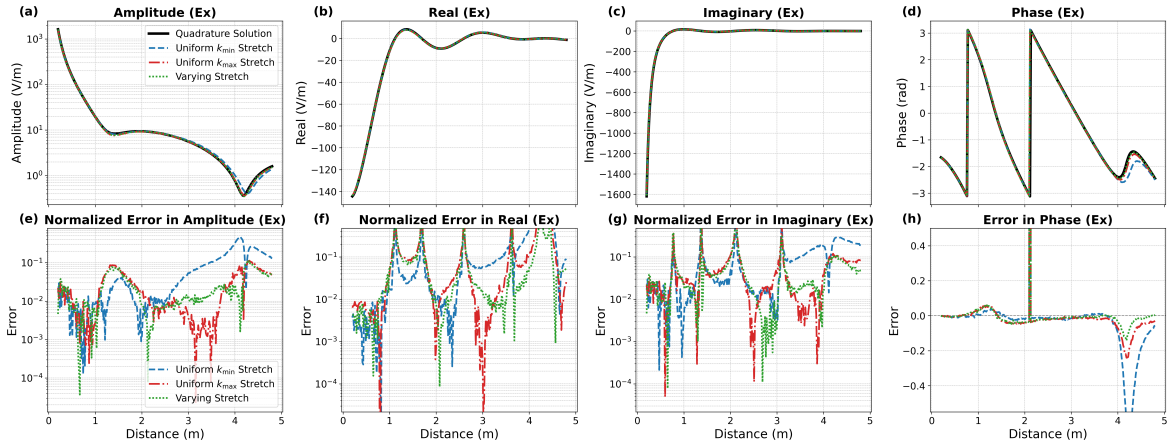 (a) Amplitude (Ex)
Amplitude (V/m)
10³
10²
10¹
10⁰
Quadrature Solution
Uniform kmin Stretch
Uniform kmax Stretch
Varying Stretch
(b) Real (Ex)
Real (V/m)
0
−20
−40
−60
−80
−100
−120
−140
(c) Imaginary (Ex)
Imaginary (V/m)
0
−200
−400
−600
−800
−1000
−1200
−1400
−1600
(d) Phase (Ex)
Phase (rad)
3
2
1
0
−1
−2
−3
(e) Normalized Error in Amplitude (Ex)
Error
10⁻¹
10⁻²
10⁻³
10⁻⁴
Uniform kmin Stretch
Uniform kmax Stretch
Varying Stretch
0 1 2 3 4 5
Distance (m)
(f) Normalized Error in Real (Ex)
Error
10⁻¹
10⁻²
10⁻³
10⁻⁴
0 1 2 3 4 5
Distance (m)
(g) Normalized Error in Imaginary (Ex)
Error
10⁻¹
10⁻²
10⁻³
10⁻⁴
0 1 2 3 4 5
Distance (m)
(h) Error in Phase (Ex)
Error
0.4
0.2
0.0
−0.2
−0.4
0 1 2 3 4 5
Distance (m)